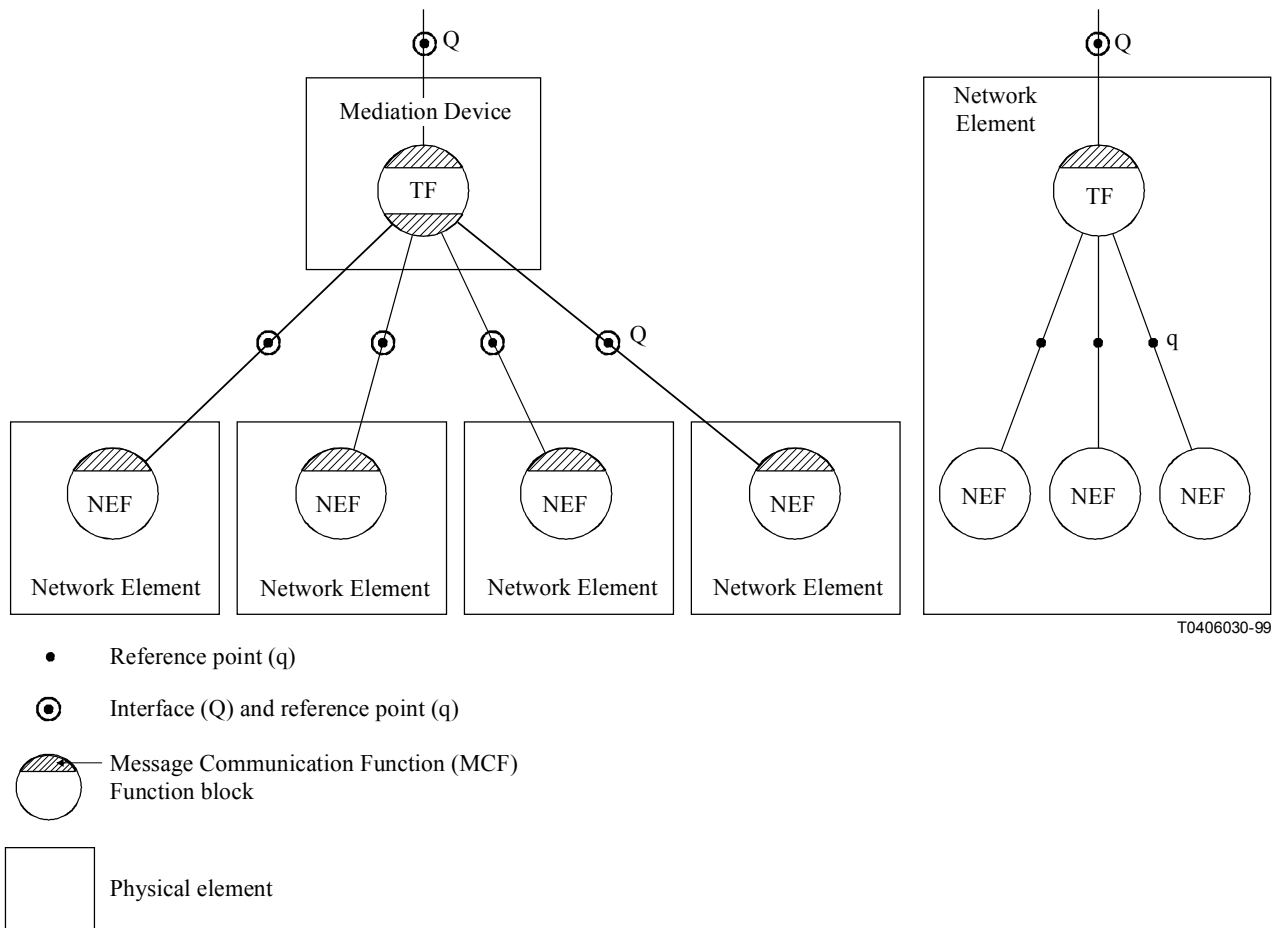 Q
Mediation Device
TF
Q
NEF
NEF
NEF
NEF
Network Element
Network Element
Network Element
Network Element
Q
Network
Element
TF
q
NEF
NEF
NEF
T0406030-99
Reference point (q)
Interface (Q) and reference point (q)
Message Communication Function (MCF)
Function block
Physical element